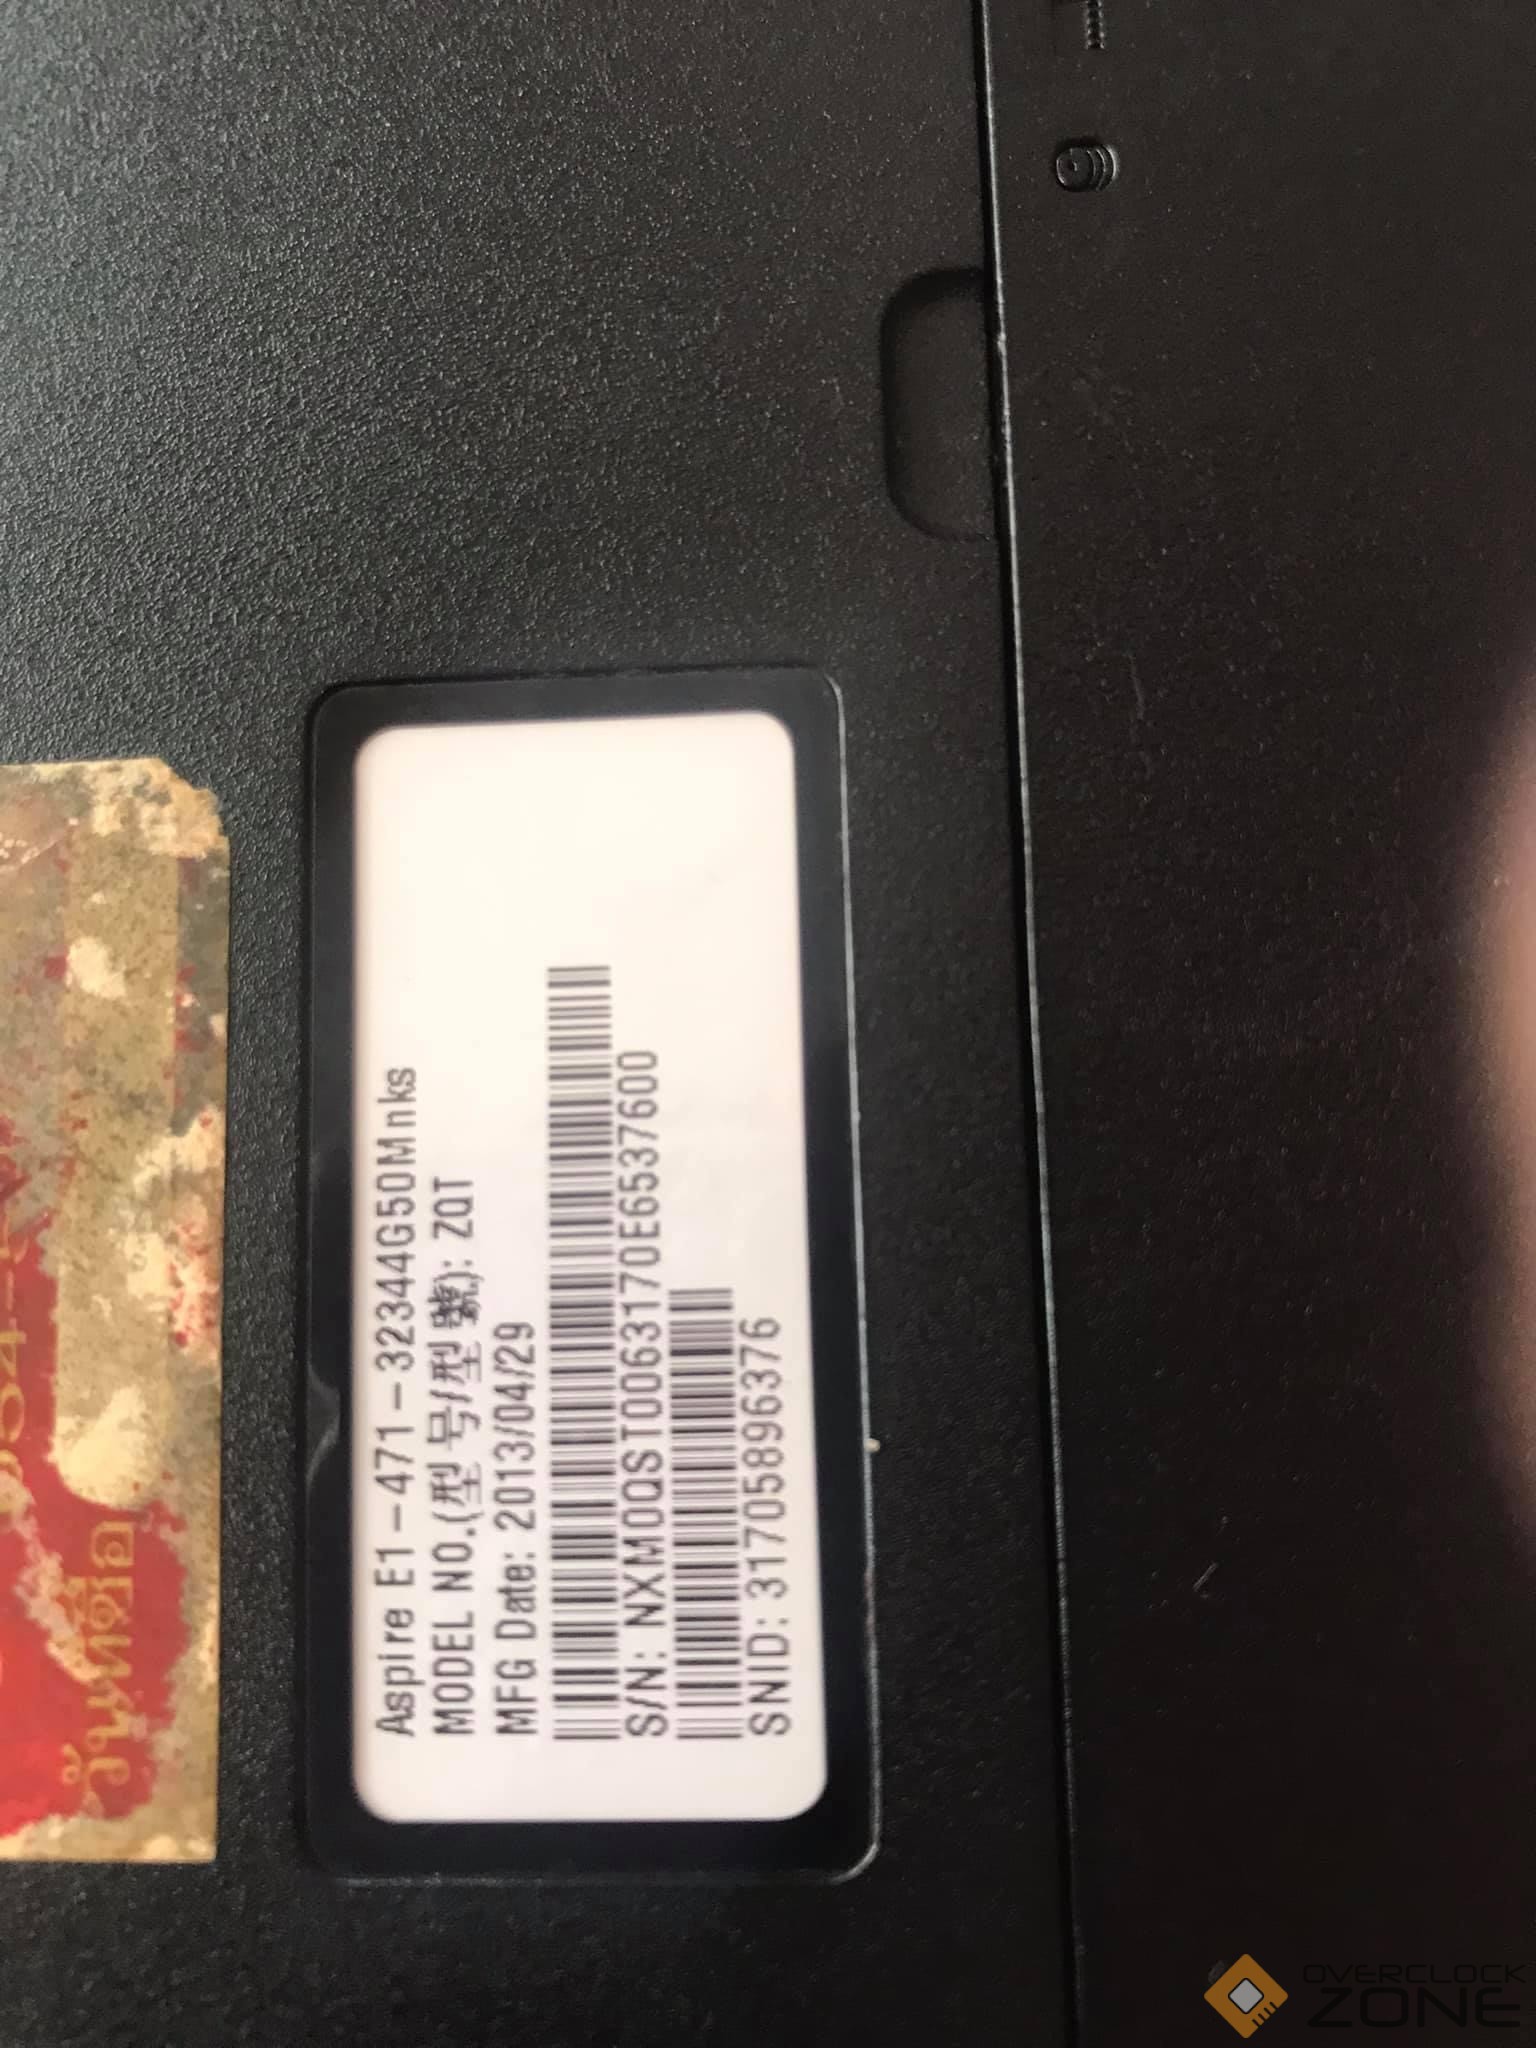 Aspire E1-471-32344G50Mnks
MODEL NO.(型号/型號): ZQT
MFG Date: 2013/04/29
S/N: NXM0QST0063170E6537600
SNID: 31705896376
OVERCLOCK
ZONE